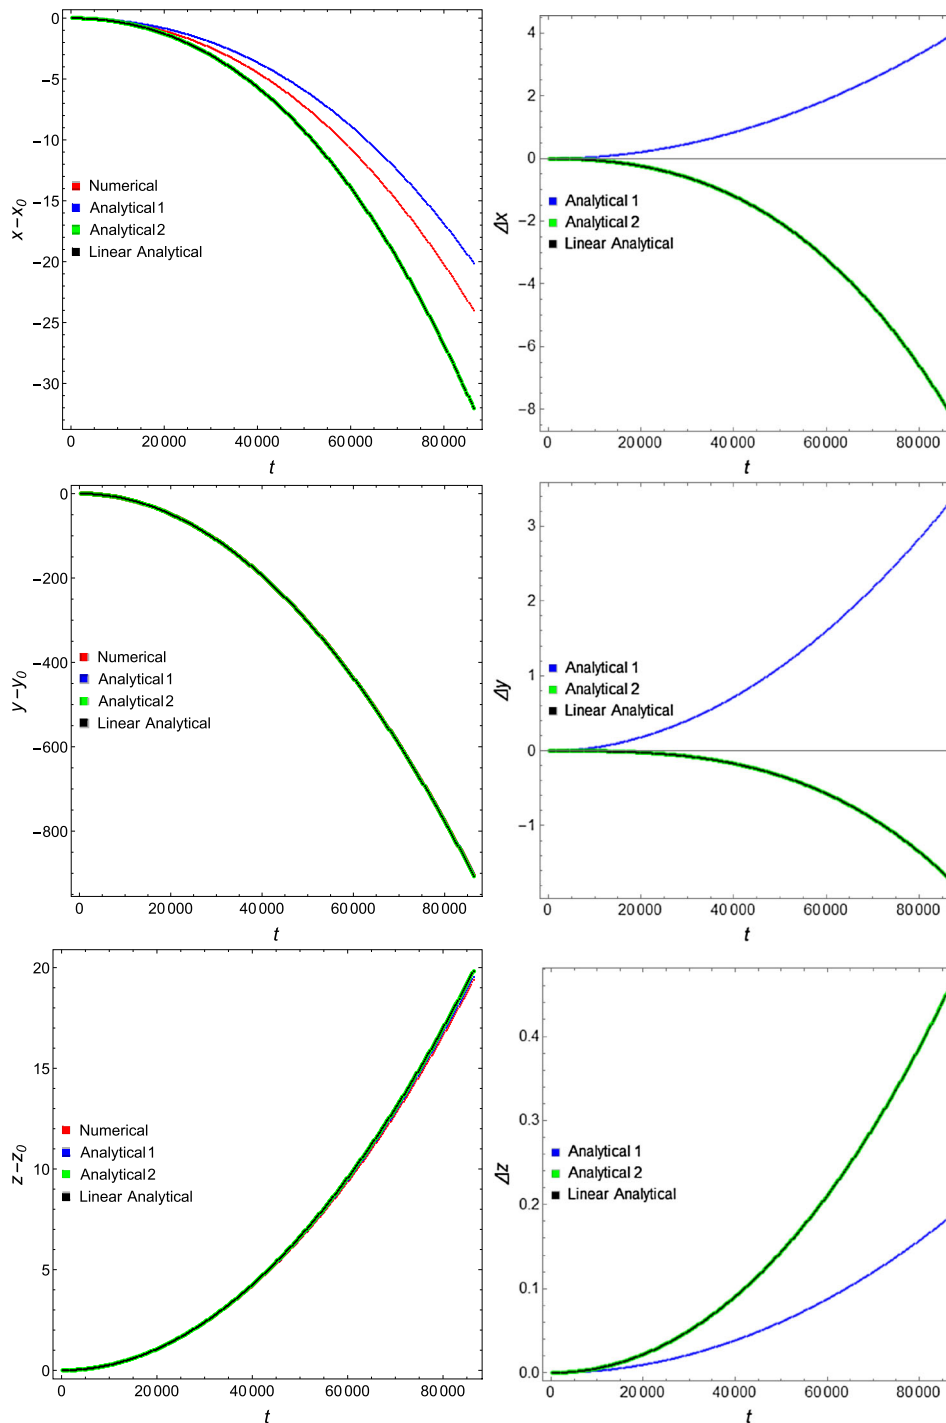 0
-5
-10
-15
-20
-25
-30
x-x0
Numerical
Analytical 1
Analytical 2
Linear Analytical
0 20000 40000 60000 80000
t
4
2
0
-2
-4
-6
-8
Δx
Analytical 1
Analytical 2
Linear Analytical
0 20000 40000 60000 80000
t
0
-200
-400
-600
-800
y-y0
Numerical
Analytical 1
Analytical 2
Linear Analytical
0 20000 40000 60000 80000
t
3
2
1
0
-1
Δy
Analytical 1
Analytical 2
Linear Analytical
0 20000 40000 60000 80000
t
20
15
10
5
0
z-z0
Numerical
Analytical 1
Analytical 2
Linear Analytical
0 20000 40000 60000 80000
t
0.4
0.3
0.2
0.1
0.0
Δz
Analytical 1
Analytical 2
Linear Analytical
0 20000 40000 60000 80000
t